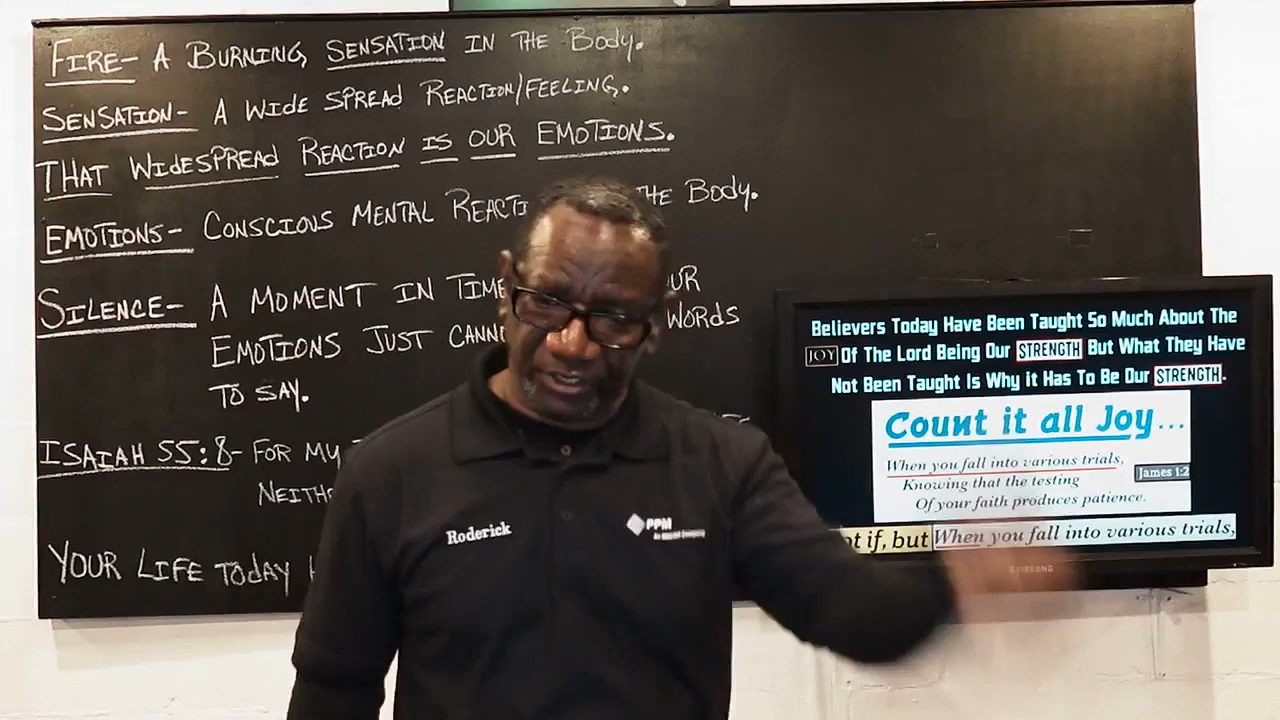 FIRE- A BURNING SENSATION IN THE BODY.
SENSATION- A WIDE SPREAD REACTION/FEELING.
THAT WIDESPREAD REACTION IS OUR EMOTIONS.
EMOTIONS- CONSCIOUS MENTAL THE BODY.
SILENCE- A MOMENT IN TIME
EMOTIONS JUST WORDS
TO SAY.
ISAIAH 55:8- FOR MY
YOUR LIFE TODAY
Roderick
PPM
Believers Today Have Been Taught So Much About The
JOY Of The Lord Being Our STRENGTH But What They Have
Not Been Taught Is Why it Has To Be Our STRENGTH.
Count it all Joy...
When you fall into various trials,
James 1:2
Knowing that the testing
Of your faith produces patience.
if, but When you fall into various trials,
SAMSUNG